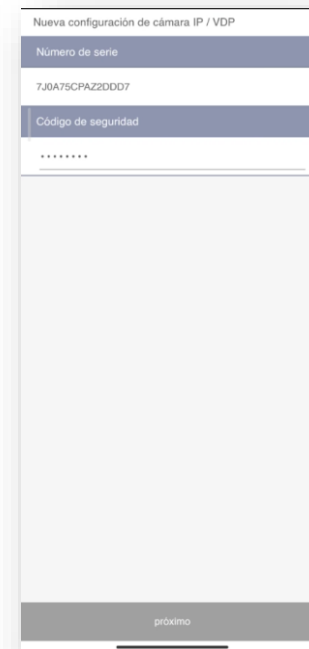 Nueva configuración de cámara IP / VDP
Número de serie
7J0A75CPAZ2DDD7
Código de seguridad
········
próximo